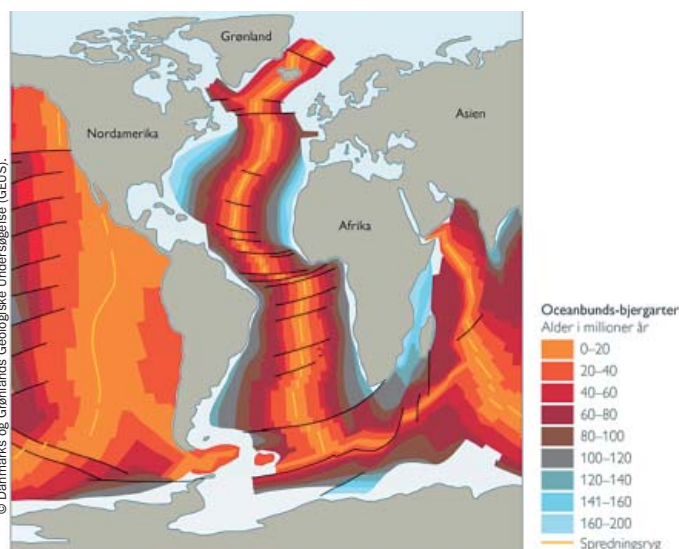 © Danmarks og Grønlands Geologiske Undersøgelse (GEUS).
Grønland
Nordamerika
Asien
Afrika
Oceanbunds-bjergarter
Alder i millioner år
0–20
20–40
40–60
60–80
80–100
100–120
120–140
141–160
160–200
Spredningsryg